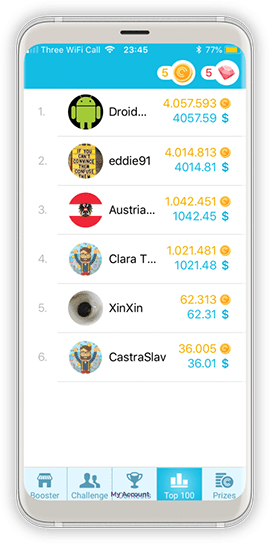 Three WiFi Call 23:45 77%
5 5
1. Droid... 4.057.593
4057.59 $
IF YOU CAN'T
CONVINCE
THEM
CONFUSE
THEM
2. eddie91 4.014.813
4014.81 $
3. Austria... 1.042.451
1042.45 $
4. Clara T... 1.021.481
1021.48 $
5. XinXin 62.313
62.31 $
6. CastraSlav 36.005
36.01 $
Booster Challenge My Account Top 100 Prizes